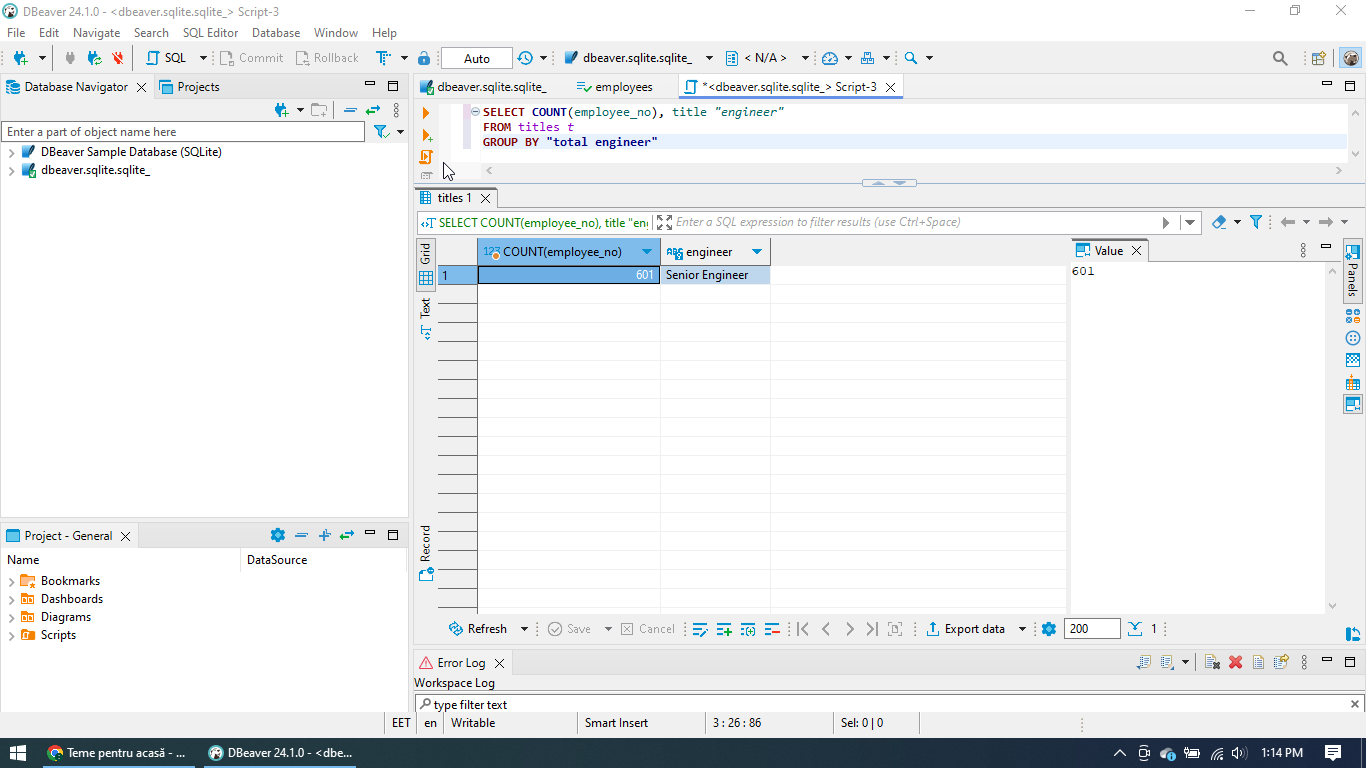 DBeaver 24.1.0 - <dbeaver.sqlite.sqlite_> Script-3
File Edit Navigate Search SQL Editor Database Window Help
SQL Commit Rollback T Auto dbeaver.sqlite.sqlite_ < N/A >
Database Navigator Projects
Enter a part of object name here
DBeaver Sample Database (SQLite)
dbeaver.sqlite.sqlite_
dbeaver.sqlite.sqlite_ employees *<dbeaver.sqlite.sqlite_> Script-3
SELECT COUNT(employee_no), title "engineer"
FROM titles t
GROUP BY "total engineer"
titles 1
SELECT COUNT(employee_no), title "en Enter a SQL expression to filter results (use Ctrl+Space)
Grid
Text
Record
123 COUNT(employee_no) ABC engineer
1 601 Senior Engineer
Value
601
Panels
Project - General
Name DataSource
Bookmarks
Dashboards
Diagrams
Scripts
Refresh Save Cancel Export data 200 1
Error Log
Workspace Log
type filter text
EET en Writable Smart Insert 3 : 26 : 86 Sel: 0 | 0
Teme pentru acasă - ... DBeaver 24.1.0 - <dbe... 1:14 PM